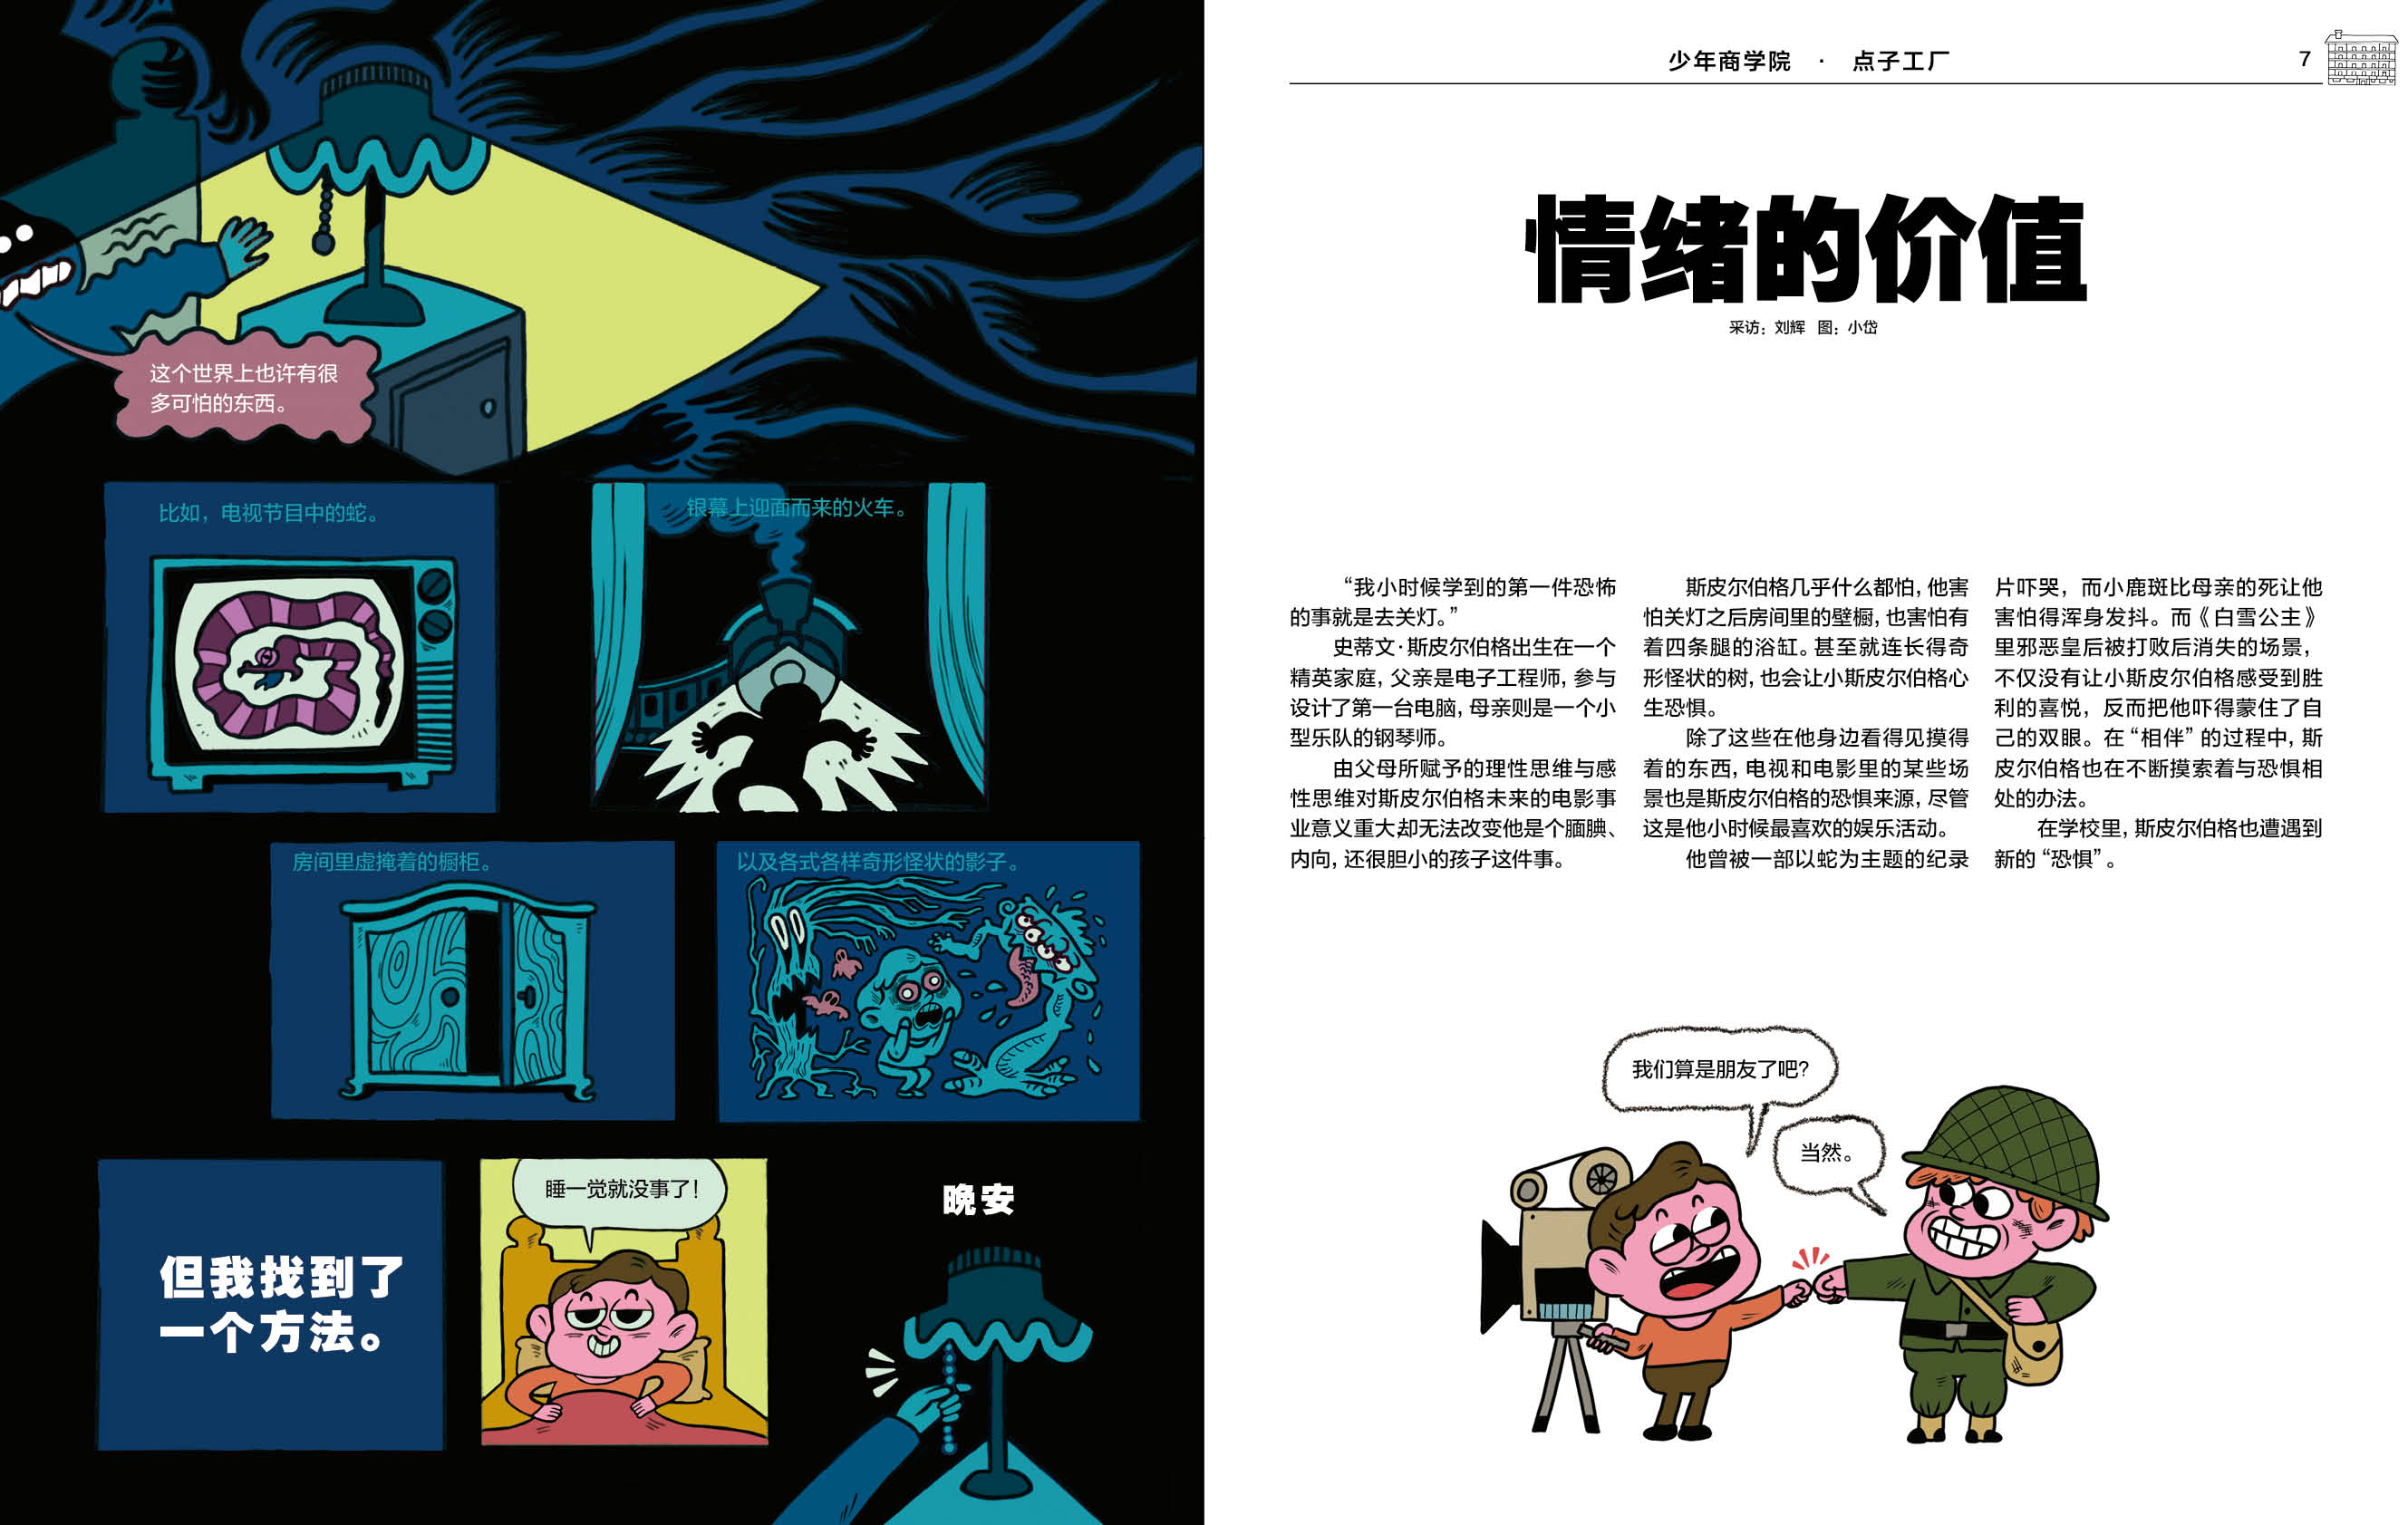 这个世界上也许有很
多可怕的东西。
比如，电视节目中的蛇。
银幕上迎面而来的火车。
房间里虚掩着的橱柜。
以及各式各样奇形怪状的影子。
但我找到了
一个方法。
睡一觉就没事了！
晚安
少年商学院 · 点子工厂
7
情绪的价值
采访：刘辉 图：小岱
“我小时候学到的第一件恐怖
的事就是去关灯。”
史蒂文·斯皮尔伯格出生在一个
精英家庭，父亲是电子工程师，参与
设计了第一台电脑，母亲则是一个小
型乐队的钢琴师。
由父母所赋予的理性思维与感
性思维对斯皮尔伯格未来的电影事
业意义重大却无法改变他是个腼腆、
内向，还很胆小的孩子这件事。
斯皮尔伯格几乎什么都怕，他害
怕关灯之后房间里的壁橱，也害怕有
着四条腿的浴缸。甚至就连长得奇
形怪状的树，也会让小斯皮尔伯格心
生恐惧。
除了这些在他身边看得见摸得
着的东西，电视和电影里的某些场
景也是斯皮尔伯格的恐惧来源，尽管
这是他小时候最喜欢的娱乐活动。
他曾被一部以蛇为主题的纪录
片吓哭，而小鹿斑比母亲的死让他
害怕得浑身发抖。而《白雪公主》
里邪恶皇后被打败后消失的场景，
不仅没有让小斯皮尔伯格感受到胜
利的喜悦，反而把他吓得蒙住了自
己的双眼。在“相伴”的过程中，斯
皮尔伯格也在不断摸索着与恐惧相
处的办法。
在学校里，斯皮尔伯格也遭遇到
新的“恐惧”。
我们算是朋友了吧?
当然。